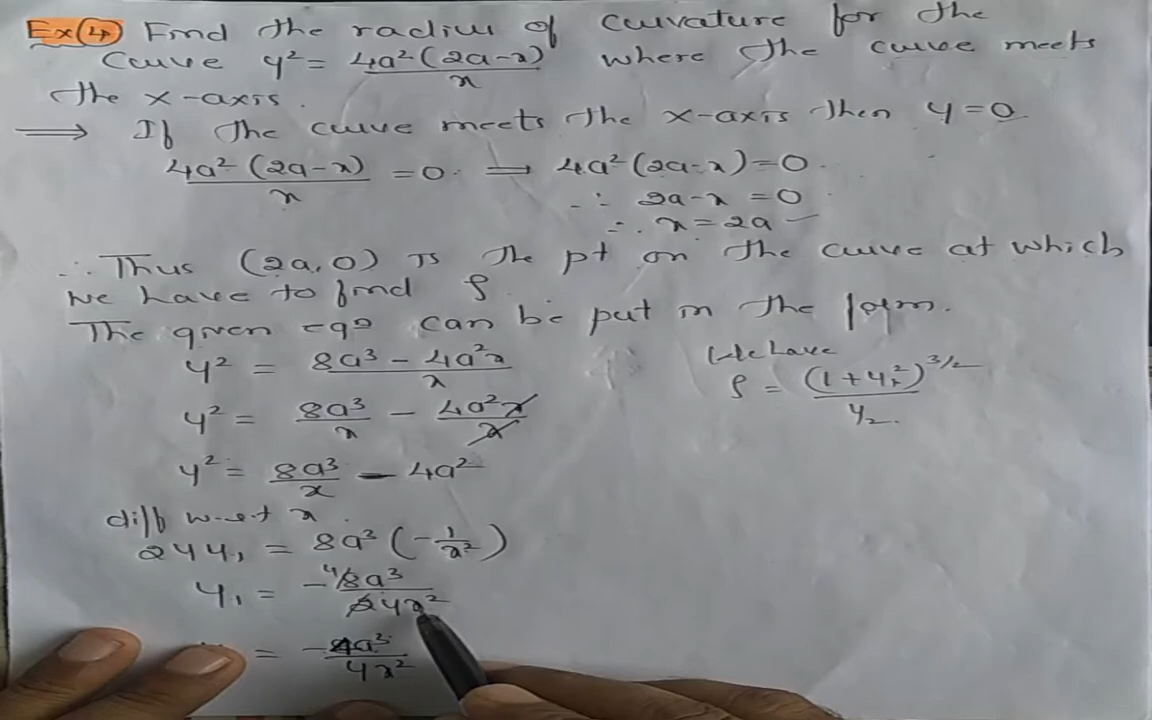 Ex(4) Find the radius of curvature for the
Curve y² = 4a²(2a-x)/x where the curve meets
the x-axis.
⟹ If the curve meets the x-axis then y=0
4a²(2a-x)/x = 0. ⟹ 4a²(2a-x)=0.
∴ 2a-x = 0
∴ x = 2a
∴ Thus (2a,0) is the pt on the curve at which
we have to find ρ
The given eqn can be put in the form.
y² = 8a³ - 4a²x / x
We have
ρ = (1+y₁²)^3/2 / y₂.
y² = 8a³/x - 4a²x/x
y² = 8a³/x - 4a²
diff w.r.t x.
2yy₁ = 8a³(-1/x²)
y₁ = -4 8a³ / 2yx²
= -4a³/yx²